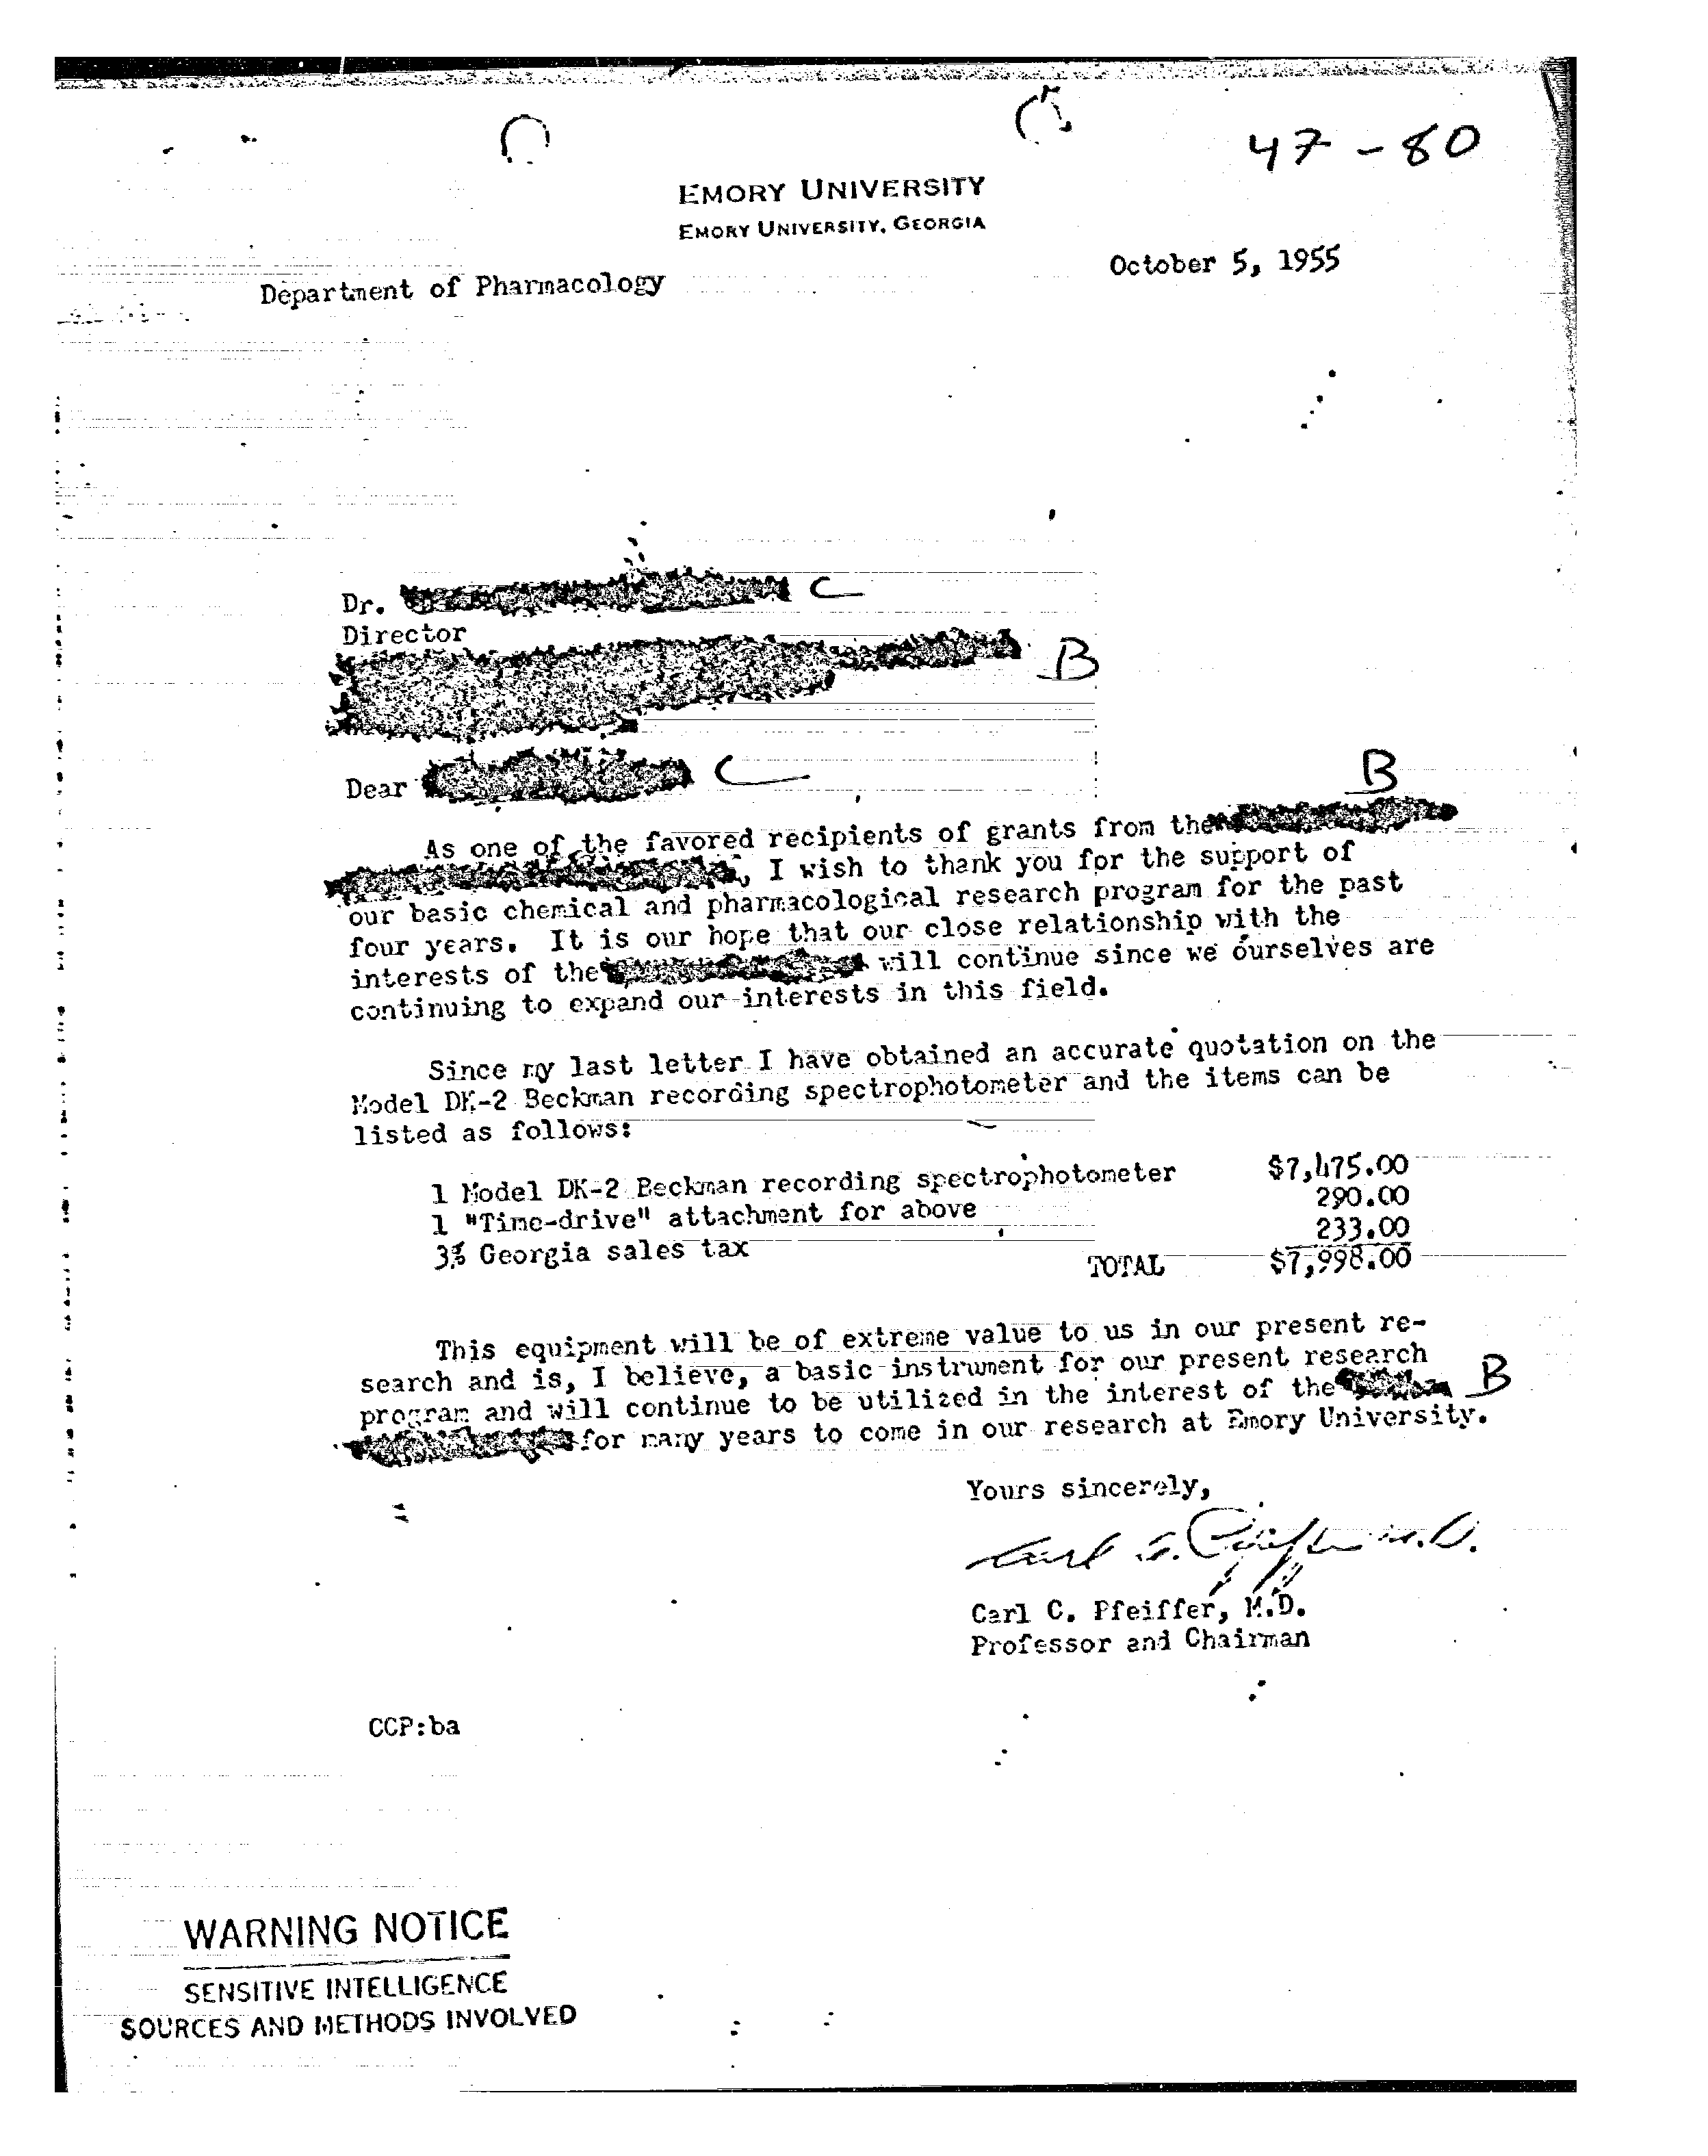 47-80
EMORY UNIVERSITY
EMORY UNIVERSITY, GEORGIA
October 5, 1955
Department of Pharmacology
Dr. C
Director
B
Dear C
B
As one of the favored recipients of grants from the
, I wish to thank you for the support of
our basic chemical and pharmacological research program for the past
four years. It is our hope that our close relationship with the
interests of the will continue since we ourselves are
continuing to expand our interests in this field.
Since my last letter I have obtained an accurate quotation on the
Model DK-2 Beckman recording spectrophotometer and the items can be
listed as follows:
1 Model DK-2 Beckman recording spectrophotometer $7,475.00
1 "Time-drive" attachment for above 290.00
3% Georgia sales tax 233.00
TOTAL $7,998.00
This equipment will be of extreme value to us in our present re-
search and is, I believe, a basic instrument for our present research
program and will continue to be utilized in the interest of the B
for many years to come in our research at Emory University.
Yours sincerely,
Carl C. Pfeiffer M.D.
Carl C. Pfeiffer, M.D.
Professor and Chairman
CCP:ba
WARNING NOTICE
SENSITIVE INTELLIGENCE
SOURCES AND METHODS INVOLVED